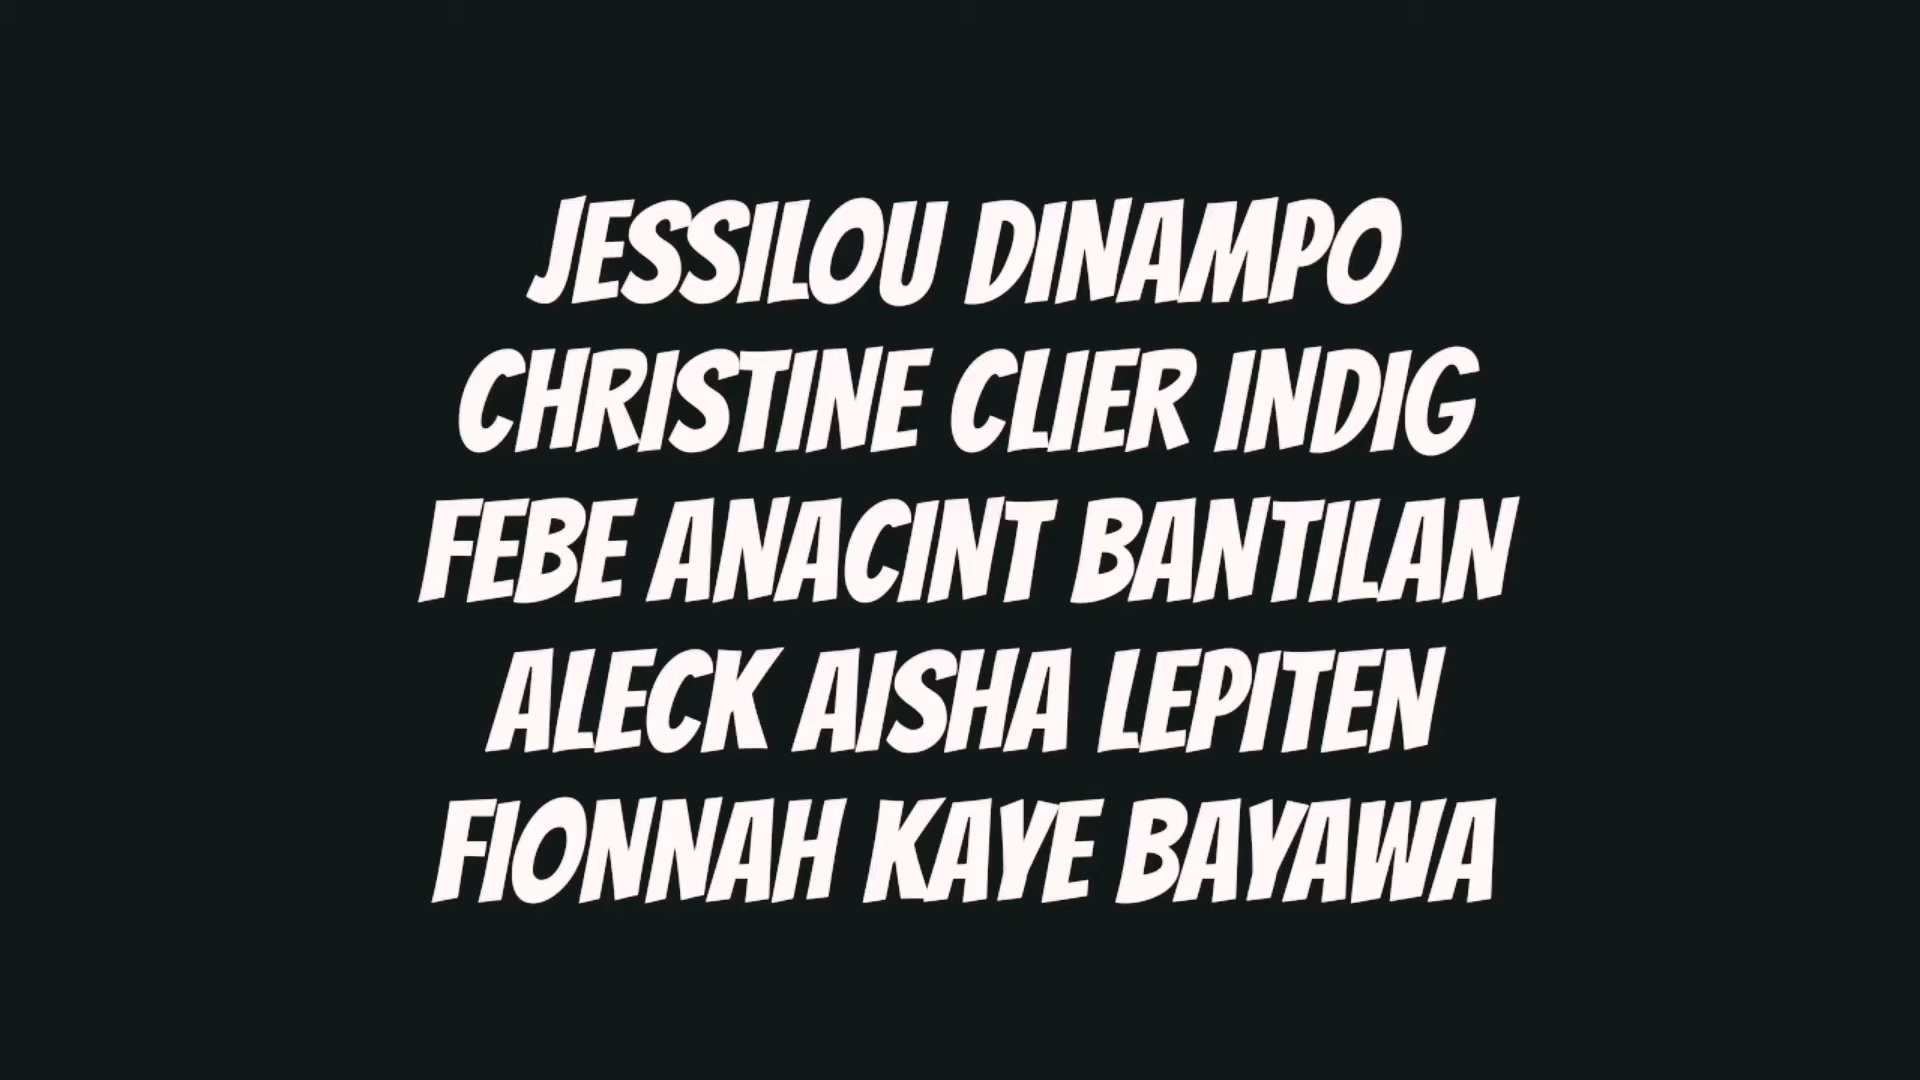 JESSILOU DINAMPO
CHRISTINE CLIER INDIG
FEBE ANACINT BANTILAN
ALECK AISHA LEPITEN
FIONNAH KAYE BAYAWA